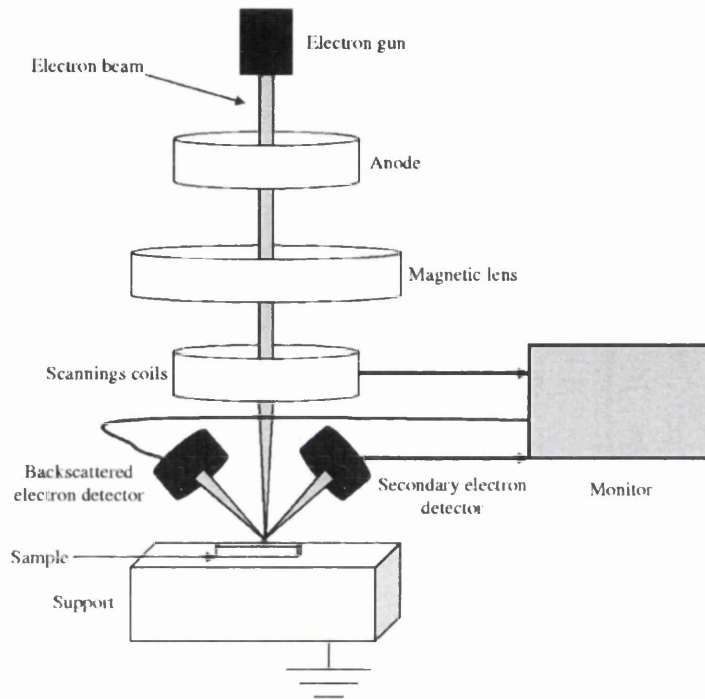 Electron gun
Electron beam
Anode
Magnetic lens
Scannings coils
Backscattered
electron detector
Secondary electron
detector
Monitor
Sample
Support